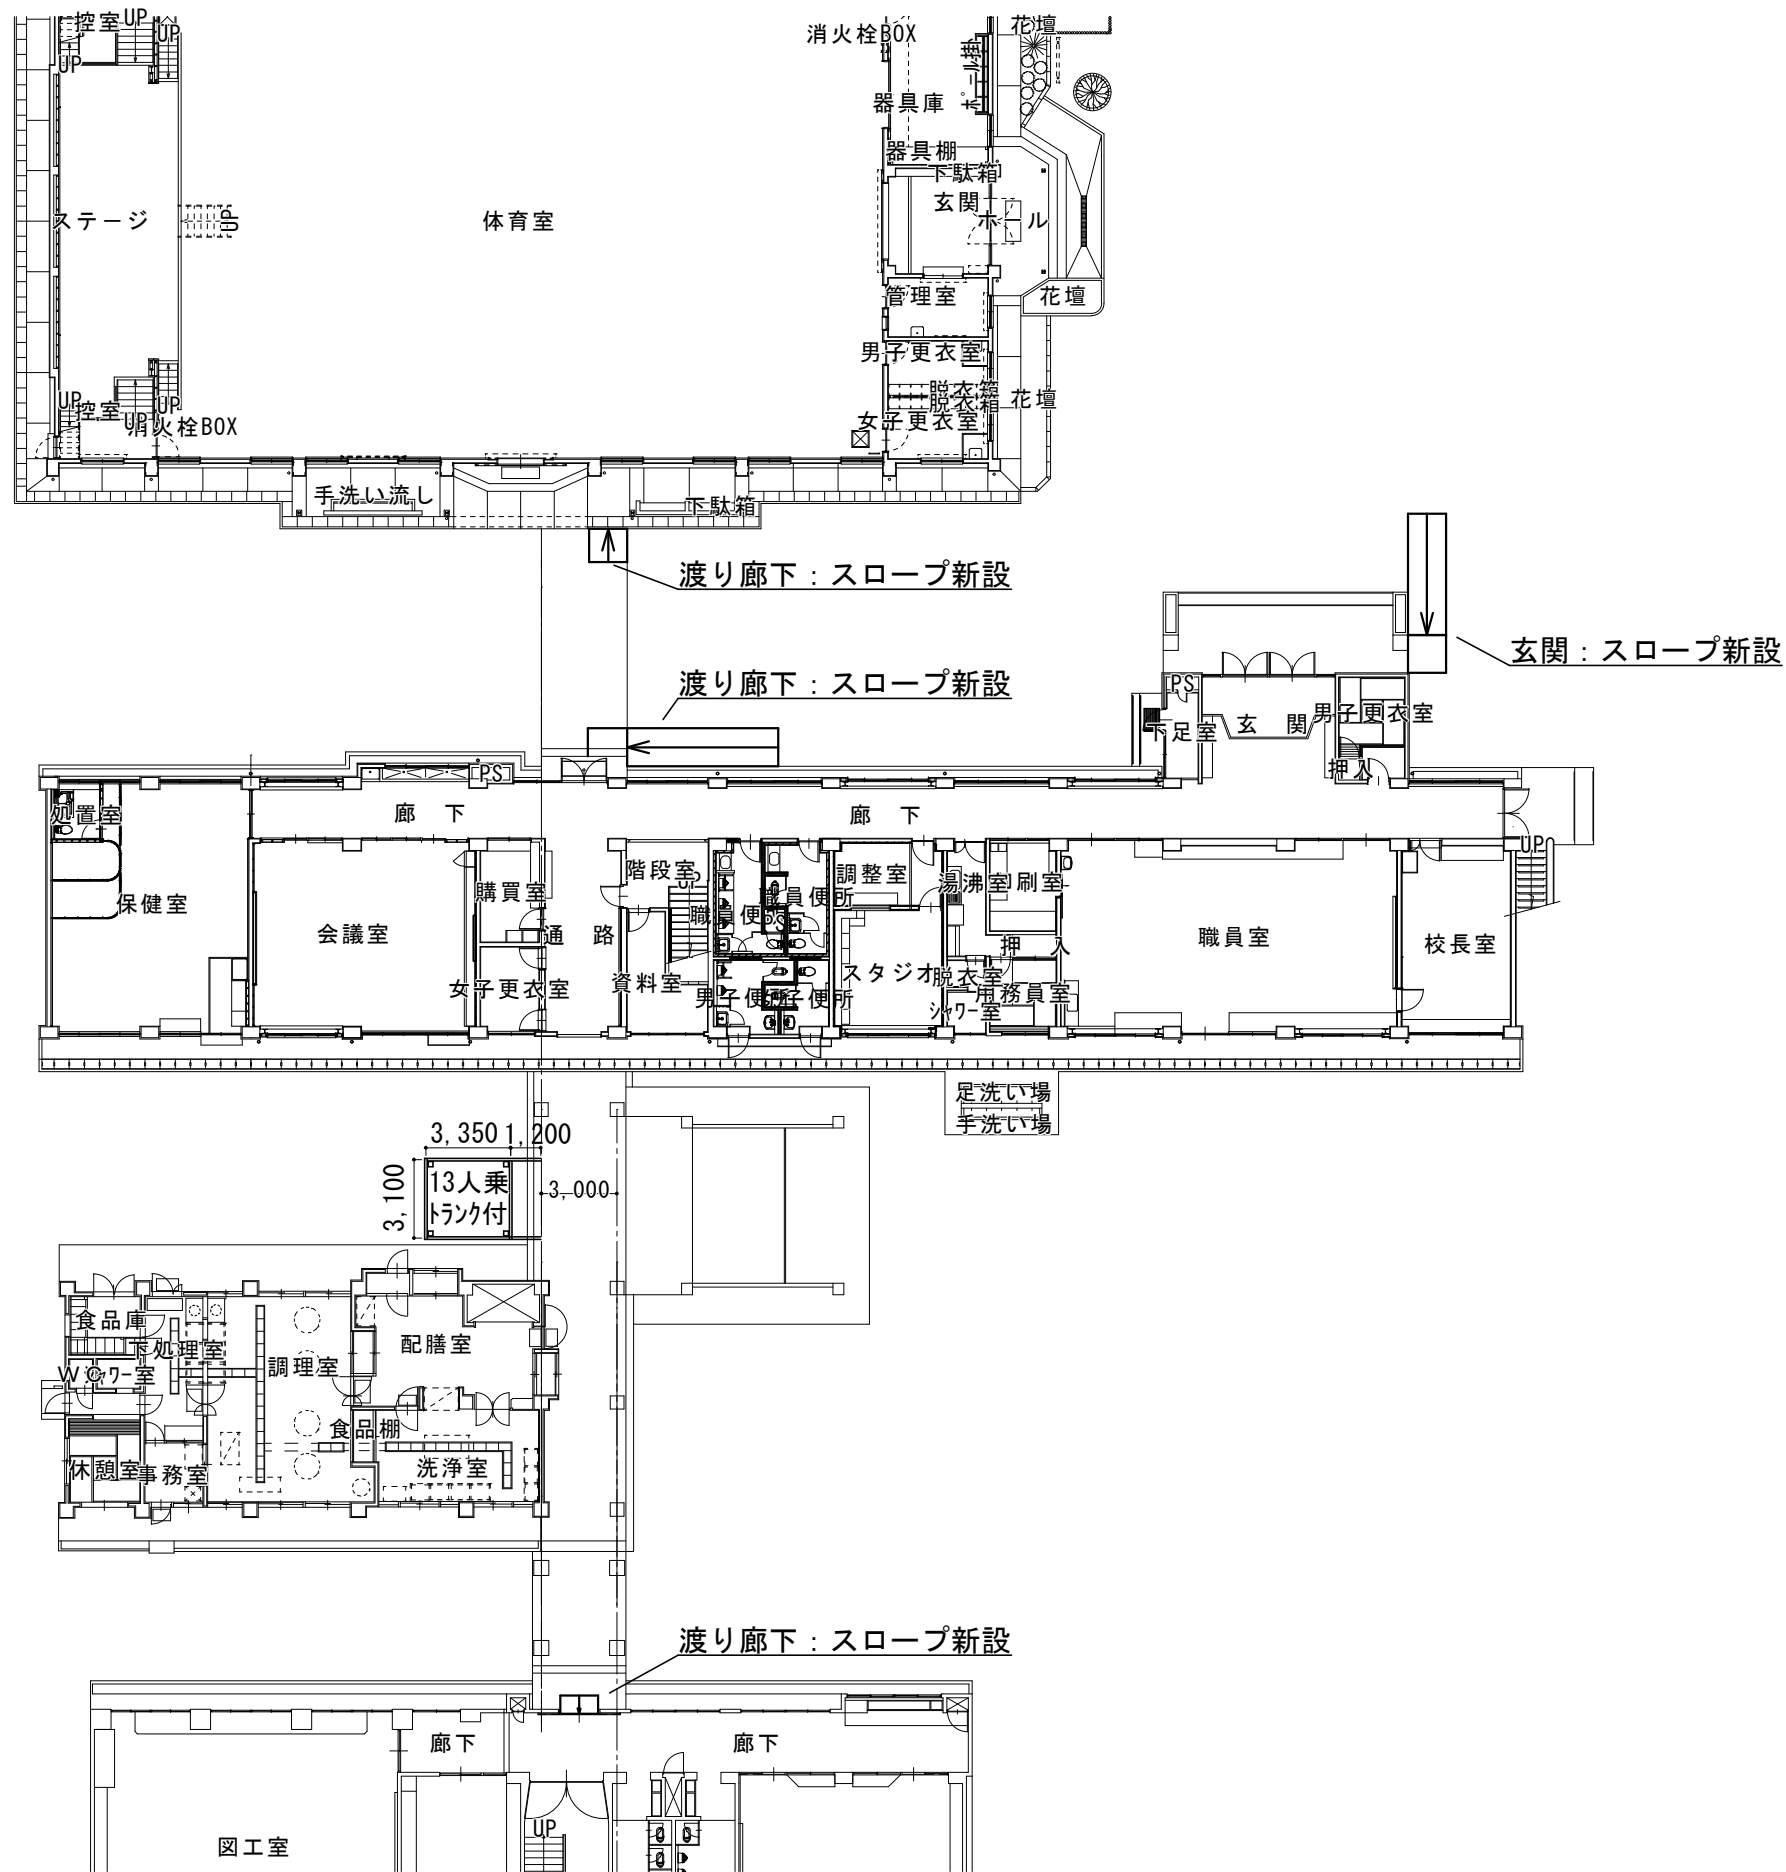 控室
UP
UP
UP
消火栓BOX
花壇
ﾎﾟｰﾙ掛
器具庫
器具棚
下駄箱
玄関
ホール
ステージ
UP
体育室
管理室
花壇
男子更衣室
脱衣箱
脱衣箱
花壇
女子更衣室
UP
控室
UP
UP
消火栓BOX
手洗い流し
下駄箱
渡り廊下：スロープ新設
玄関：スロープ新設
渡り廊下：スロープ新設
PS
下足室
玄　関
男子更衣室
押入
PS
処置室
廊　下
廊　下
UP
保健室
会議室
購買室
通　路
女子更衣室
階段室
UP
資料室
職員便所
職員便所
PS
男子便所
女子便所
調整室
スタジオ
湯沸室
印刷室
押　入
脱衣室
ｼｬﾜｰ室
用務員室
職員室
校長室
足洗い場
手洗い場
3,350
1,200
3,100
13人乗
ﾄﾗﾝｸ付
3,000
食品庫
下処理室
W.C
ｼｬﾜｰ室
調理室
配膳室
食品棚
休憩室
事務室
洗浄室
渡り廊下：スロープ新設
廊下
廊下
図工室
UP